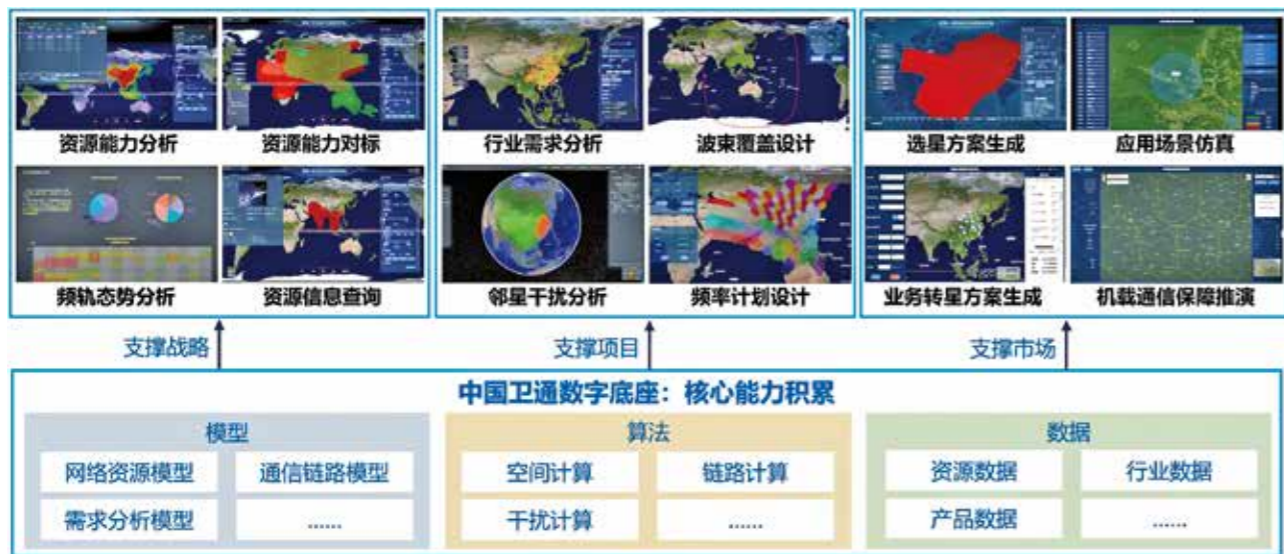 资源能力分析
资源能力对标
频轨态势分析
资源信息查询
行业需求分析
波束覆盖设计
邻星干扰分析
频率计划设计
选星方案生成
应用场景仿真
业务转星方案生成
机载通信保障推演
支撑战略
支撑项目
支撑市场
中国卫通数字底座：核心能力积累
模型
网络资源模型
通信链路模型
需求分析模型
……
算法
空间计算
链路计算
干扰计算
……
数据
资源数据
行业数据
产品数据
……